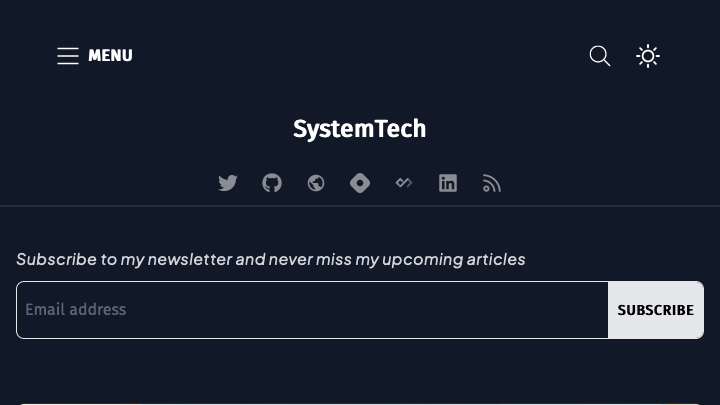 MENU
SystemTech
Subscribe to my newsletter and never miss my upcoming articles
Email address
SUBSCRIBE